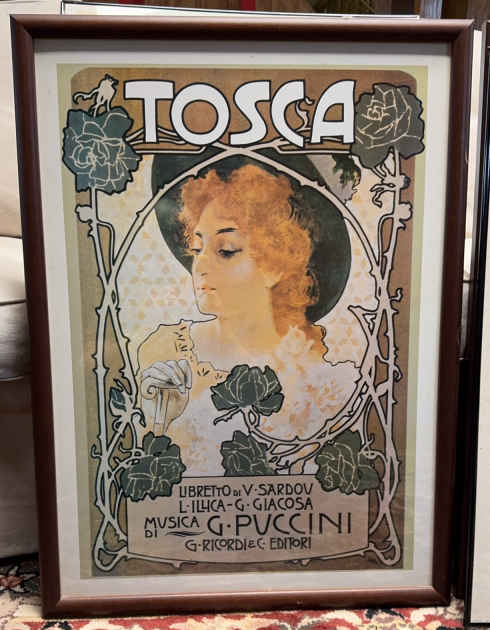 TOSCA
LIBRETTO DI V. SARDOU
L. ILLICA - G. GIACOSA
MUSICA DI G. PUCCINI
G. RICORDI & C. EDITORI